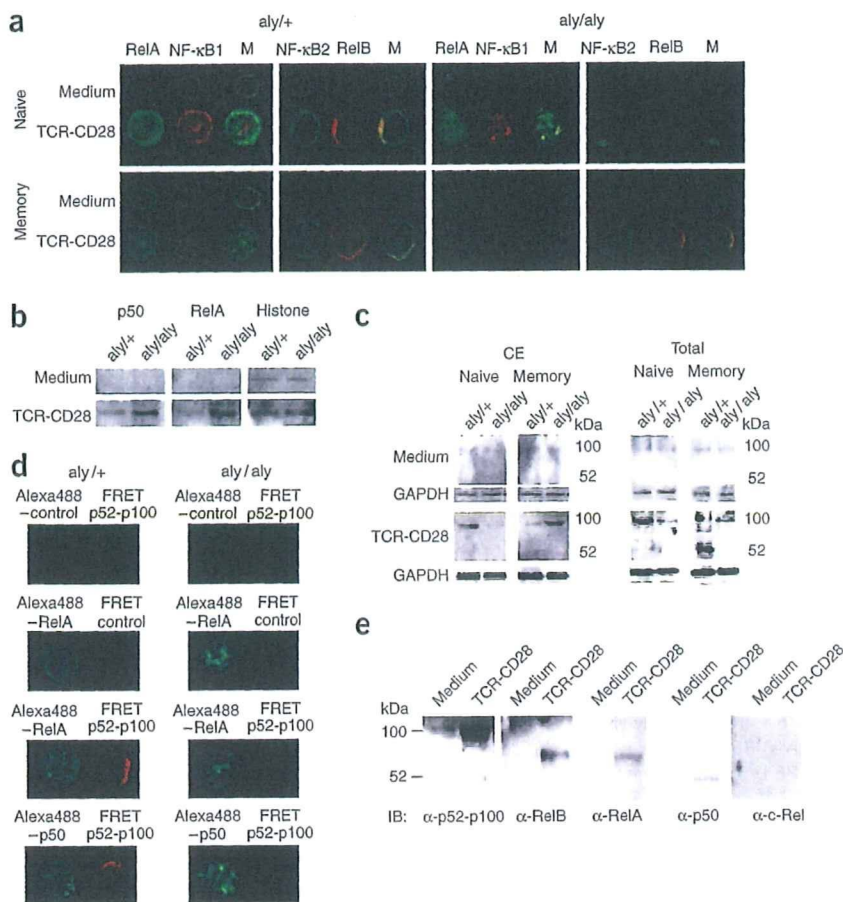 a
aly/+ aly/aly
RelA NF-κB1 M NF-κB2 RelB M RelA NF-κB1 M NF-κB2 RelB M
Naive
Medium
TCR-CD28
Memory
Medium
TCR-CD28
b
p50 RelA Histone
aly/+ aly/aly aly/+ aly/aly aly/+ aly/aly
Medium
TCR-CD28
c
CE Total
Naive Memory Naive Memory
aly/+ aly/aly aly/+ aly/aly kDa aly/+ aly/aly aly/+ aly/aly kDa
Medium 100 100
52 52
GAPDH GAPDH
TCR-CD28 100 100
52 52
GAPDH GAPDH
d
aly/+ aly/aly
Alexa488 FRET Alexa488 FRET
–control p52-p100 –control p52-p100
Alexa488 FRET Alexa488 FRET
–RelA control –RelA control
Alexa488 FRET Alexa488 FRET
–RelA p52-p100 –RelA p52-p100
Alexa488 FRET Alexa488 FRET
–p50 p52-p100 –p50 p52-p100
e
Medium TCR-CD28 Medium TCR-CD28 Medium TCR-CD28 Medium TCR-CD28 Medium TCR-CD28
kDa
100
52
IB: α-p52-p100 α-RelB α-RelA α-p50 α-c-Rel